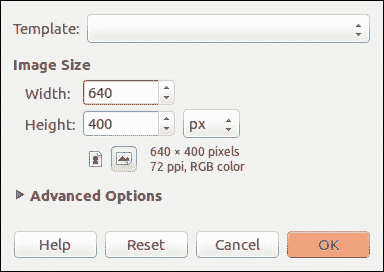 Template:
Image Size
Width: 640
Height: 400 px
640 × 400 pixels
72 ppi, RGB color
Advanced Options
Help Reset Cancel OK